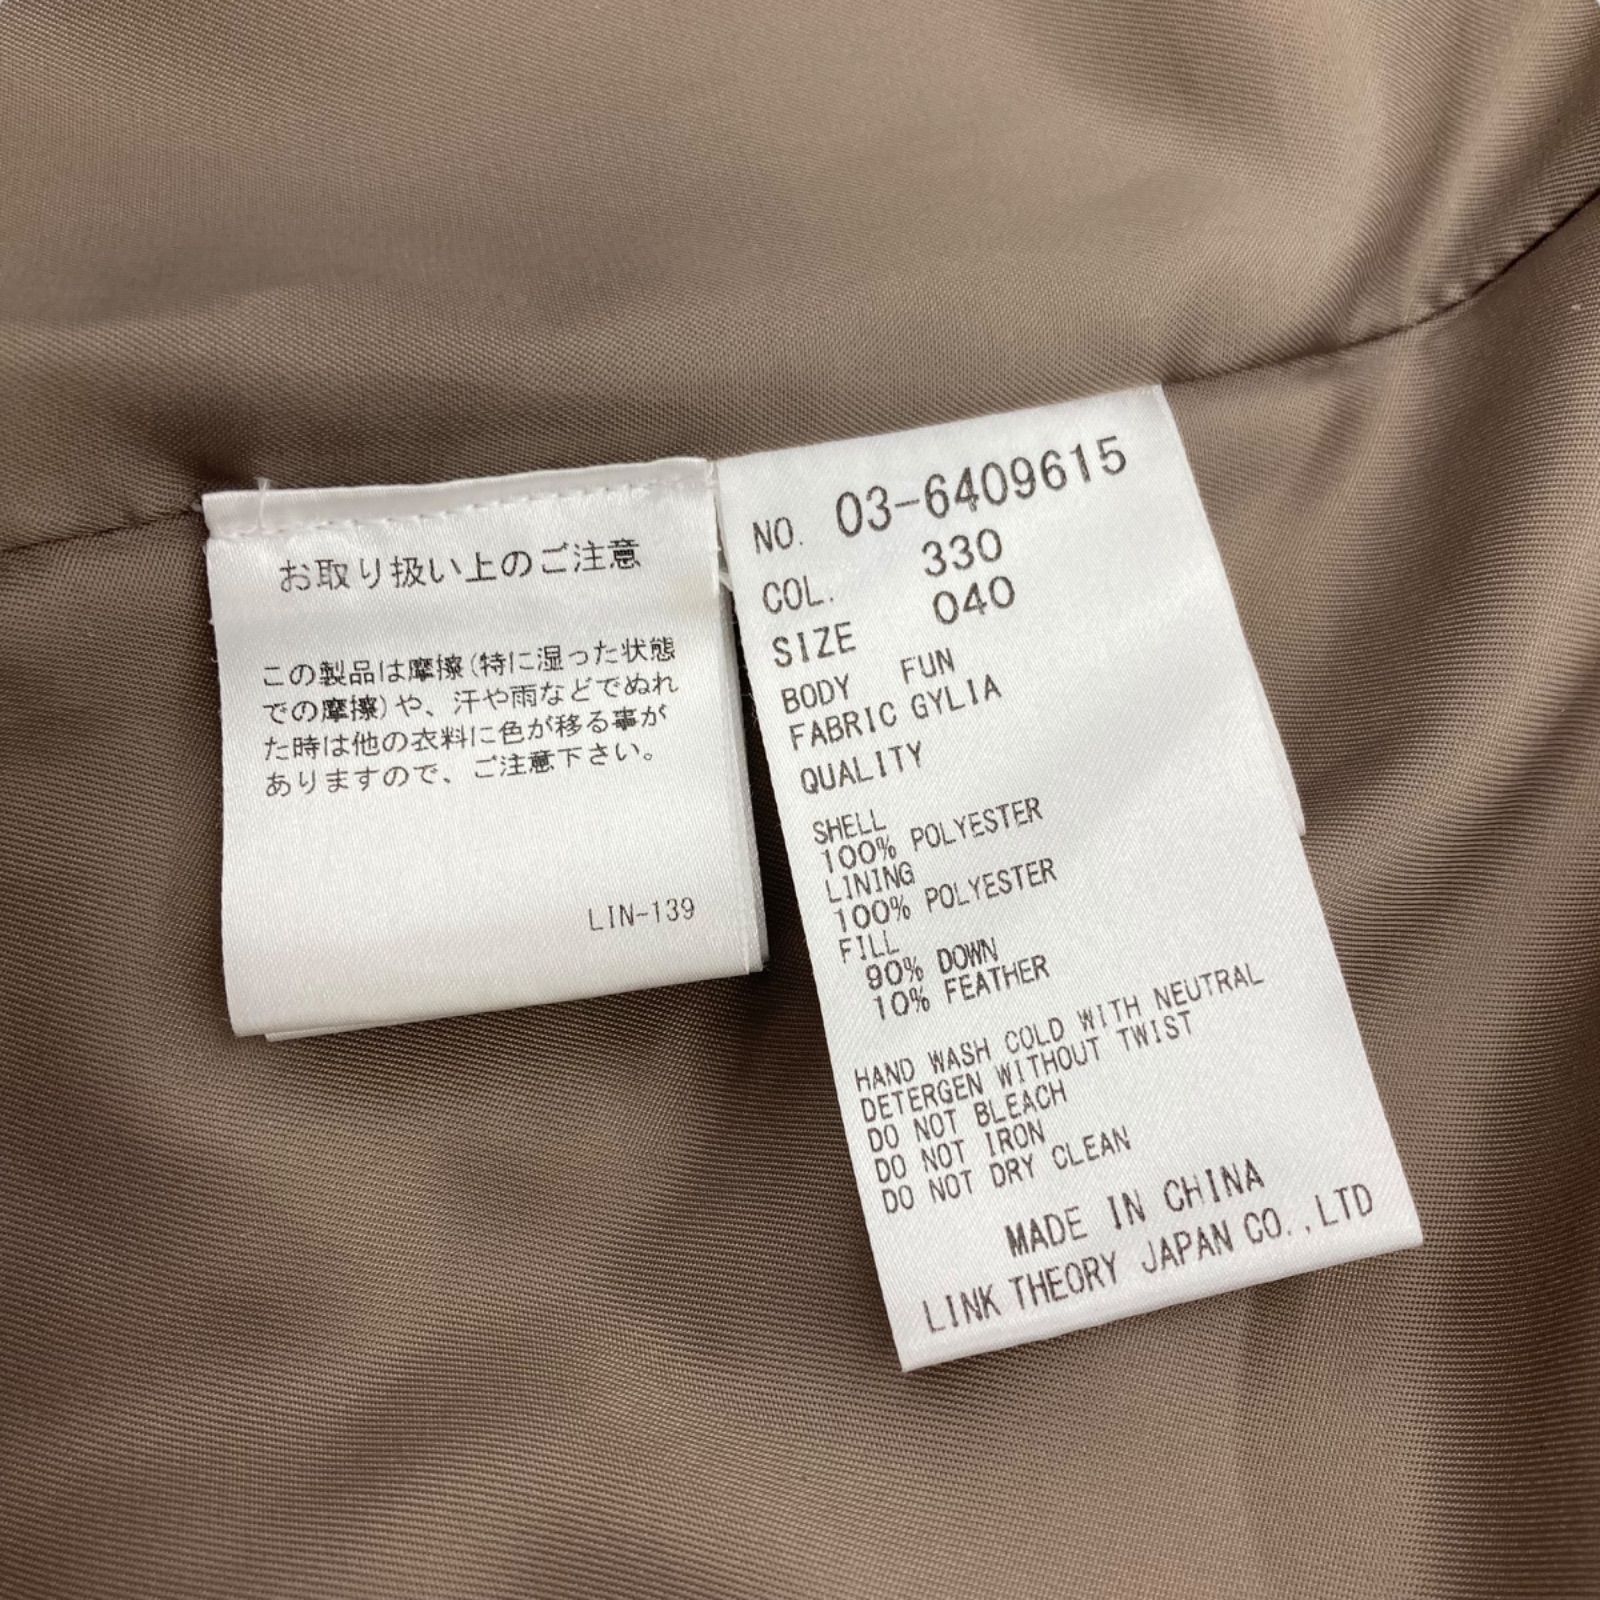 お取り扱い上のご注意
この製品は摩擦(特に湿った状態
での摩擦)や、汗や雨などでぬれ
た時は他の衣料に色が移る事が
ありますので、ご注意下さい。
LIN-139
NO. 03-6409615
COL. 330
SIZE 040
BODY FUN
FABRIC GYLIA
QUALITY
SHELL
100% POLYESTER
LINING
100% POLYESTER
FILL
90% DOWN
10% FEATHER
HAND WASH COLD WITH NEUTRAL
DETERGEN WITHOUT TWIST
DO NOT BLEACH
DO NOT IRON
DO NOT DRY CLEAN
MADE IN CHINA
LINK THEORY JAPAN CO.,LTD